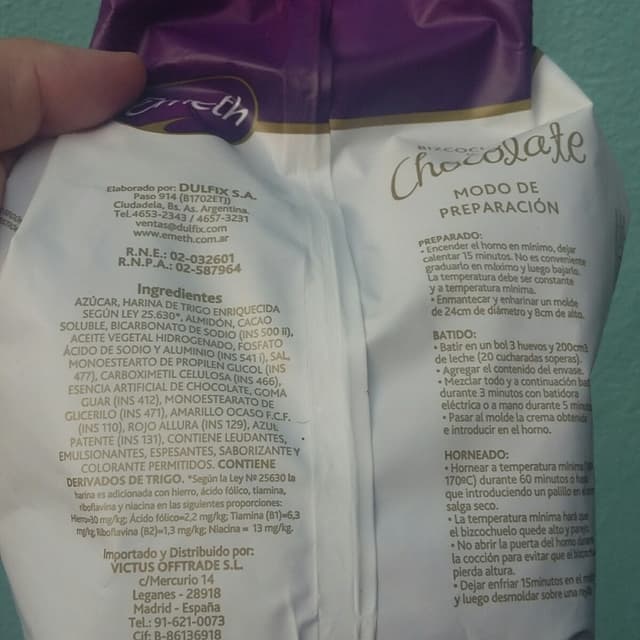 emeth
Elaborado por: DULFIX S.A.
Paso 914 (B1702ETJ)
Ciudadela, Bs. As. Argentina.
Tel.4653-2343 / 4657-3231
ventas@dulfix.com
www.emeth.com.ar
R.N.E.: 02-032601
R.N.P.A.: 02-587964
Ingredientes
AZÚCAR, HARINA DE TRIGO ENRIQUECIDA
SEGÚN LEY 25.630*, ALMIDÓN, CACAO
SOLUBLE, BICARBONATO DE SODIO (INS 500 ii),
ACEITE VEGETAL HIDROGENADO, FOSFATO
ÁCIDO DE SODIO Y ALUMINIO (INS 541 i), SAL,
MONOESTEARTO DE PROPILEN GLICOL (INS
477), CARBOXIMETIL CELULOSA (INS 466),
ESENCIA ARTIFICIAL DE CHOCOLATE, GOMA
GUAR (INS 412), MONOESTEARATO DE
GLICERILO (INS 471), AMARILLO OCASO F.C.F.
(INS 110), ROJO ALLURA (INS 129), AZUL
PATENTE (INS 131), CONTIENE LEUDANTES,
EMULSIONANTES, ESPESANTES, SABORIZANTE Y
COLORANTE PERMITIDOS. CONTIENE
DERIVADOS DE TRIGO. *Según la Ley Nº 25630 la
harina es adicionada con hierro, ácido fólico, tiamina,
riboflavina y niacina en las siguientes proporciones:
Hierro=30 mg/kg; Ácido fólico=2,2 mg/kg; Tiamina (B1)=6,3
mg/kg; Riboflavina (B2)=1,3 mg/kg; Niacina = 13 mg/kg.
Importado y Distribuido por:
VICTUS OFFTRADE S.L.
c/Mercurio 14
Leganes - 28918
Madrid - España
Tel.: 91-621-0073
Cif: B-86136918
Chocolate
MODO DE
PREPARACIÓN
PREPARADO:
• Encender el horno en mínimo, dejar
calentar 15 minutos. No es conveniente
graduarlo en máximo y luego bajarlo.
La temperatura debe ser constante
y a temperatura mínima.
• Enmantecar y enharinar un molde
de 24cm de diámetro y 8cm de alto.
BATIDO:
• Batir en un bol 3 huevos y 200cm3
de leche (20 cucharadas soperas).
• Agregar el contenido del envase.
• Mezclar todo y a continuación
durante 3 minutos con batidora
eléctrica o a mano durante 5
• Pasar al molde la crema
e introducir en el horno.
HORNEADO:
• Hornear a temperatura mínima
170ºC) durante 60 minutos o
que introduciendo un palillo en
salga seco.
• La temperatura mínima hará
el bizcochuelo quede alto y
• No abrir la puerta del horno
la cocción para evitar que el
pierda altura.
• Dejar enfriar 15minutos en el
y luego desmoldar sobre una